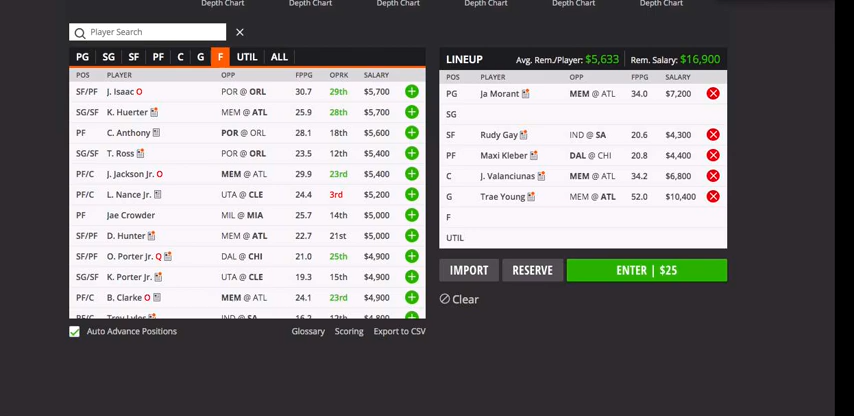 Depth Chart Depth Chart Depth Chart Depth Chart Depth Chart Depth Chart
Player Search
PG SG SF PF C G F UTIL ALL
POS PLAYER OPP FPPG OPRK SALARY
SF/PF J. Isaac O POR @ ORL 30.7 29th $5,700
SG/SF K. Huerter MEM @ ATL 25.9 28th $5,700
PF C. Anthony POR @ ORL 28.1 18th $5,600
SG/SF T. Ross POR @ ORL 23.5 12th $5,400
PF/C J. Jackson Jr. O MEM @ ATL 29.9 23rd $5,400
PF/C L. Nance Jr. UTA @ CLE 24.4 3rd $5,200
PF Jae Crowder MIL @ MIA 25.7 14th $5,000
SF/PF D. Hunter MEM @ ATL 22.7 21st $5,000
SF/PF O. Porter Jr. Q DAL @ CHI 21.0 25th $4,900
SG/SF K. Porter Jr. UTA @ CLE 19.3 15th $4,900
PF/C B. Clarke O MEM @ ATL 24.1 23rd $4,900
PF/C Trey Lyles IND @ SA 16.2 12th $4,800
Auto Advance Positions Glossary Scoring Export to CSV
LINEUP Avg. Rem./Player: $5,633 Rem. Salary: $16,900
POS PLAYER OPP FPPG SALARY
PG Ja Morant MEM @ ATL 34.0 $7,200
SG
SF Rudy Gay IND @ SA 20.6 $4,300
PF Maxi Kleber DAL @ CHI 20.8 $4,400
C J. Valanciunas MEM @ ATL 34.2 $6,800
G Trae Young MEM @ ATL 52.0 $10,400
F
UTIL
IMPORT RESERVE ENTER | $25
Clear